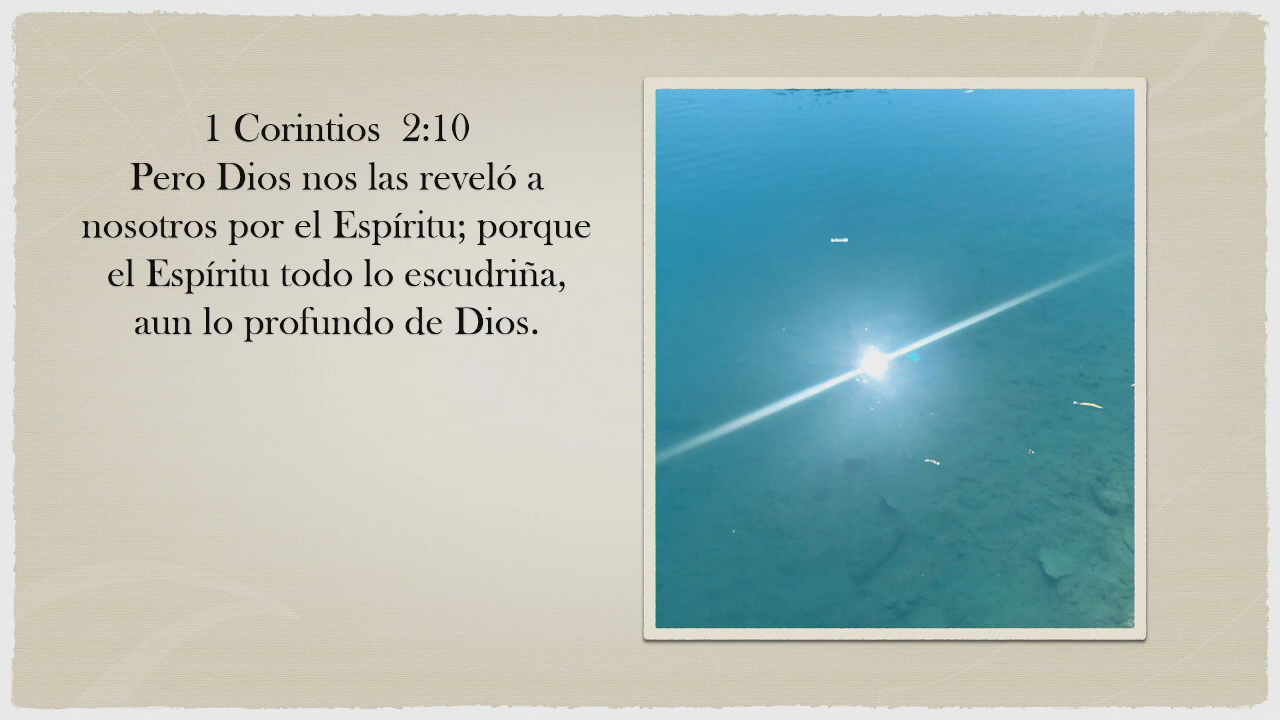 1 Corintios  2:10
Pero Dios nos las reveló a
nosotros por el Espíritu; porque
el Espíritu todo lo escudriña,
aun lo profundo de Dios.